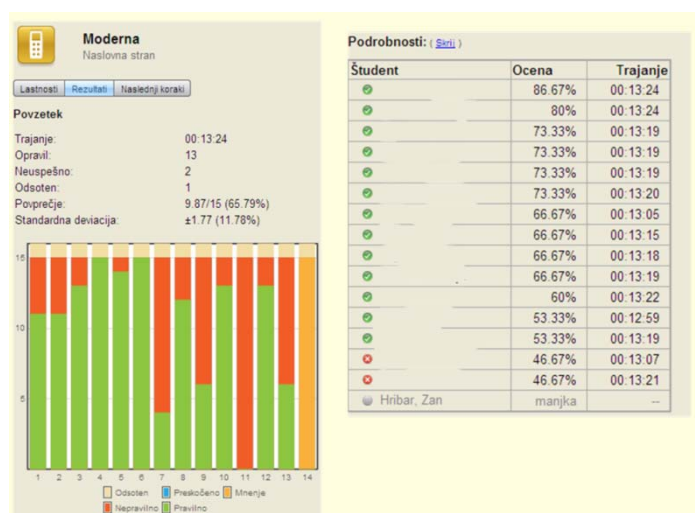 Moderna
Naslovna stran
Lastnosti Rezultati Naslednji koraki
Povzetek
Trajanje: 00:13:24
Opravil: 13
Neuspešno: 2
Odsoten: 1
Povprečje: 9.87/15 (65.79%)
Standardna deviacija: ±1.77 (11.78%)
15
10
5
1 2 3 4 5 6 7 8 9 10 11 12 13 14
Odsoten Preskočeno Mnenje
Nepravilno Pravilno
Podrobnosti: ( Skrij )
Študent Ocena Trajanje
86.67% 00:13:24
80% 00:13:24
73.33% 00:13:19
73.33% 00:13:19
73.33% 00:13:19
73.33% 00:13:20
66.67% 00:13:05
66.67% 00:13:15
66.67% 00:13:18
66.67% 00:13:19
60% 00:13:22
53.33% 00:12:59
53.33% 00:13:19
46.67% 00:13:07
46.67% 00:13:21
Hribar, Zan manjka --